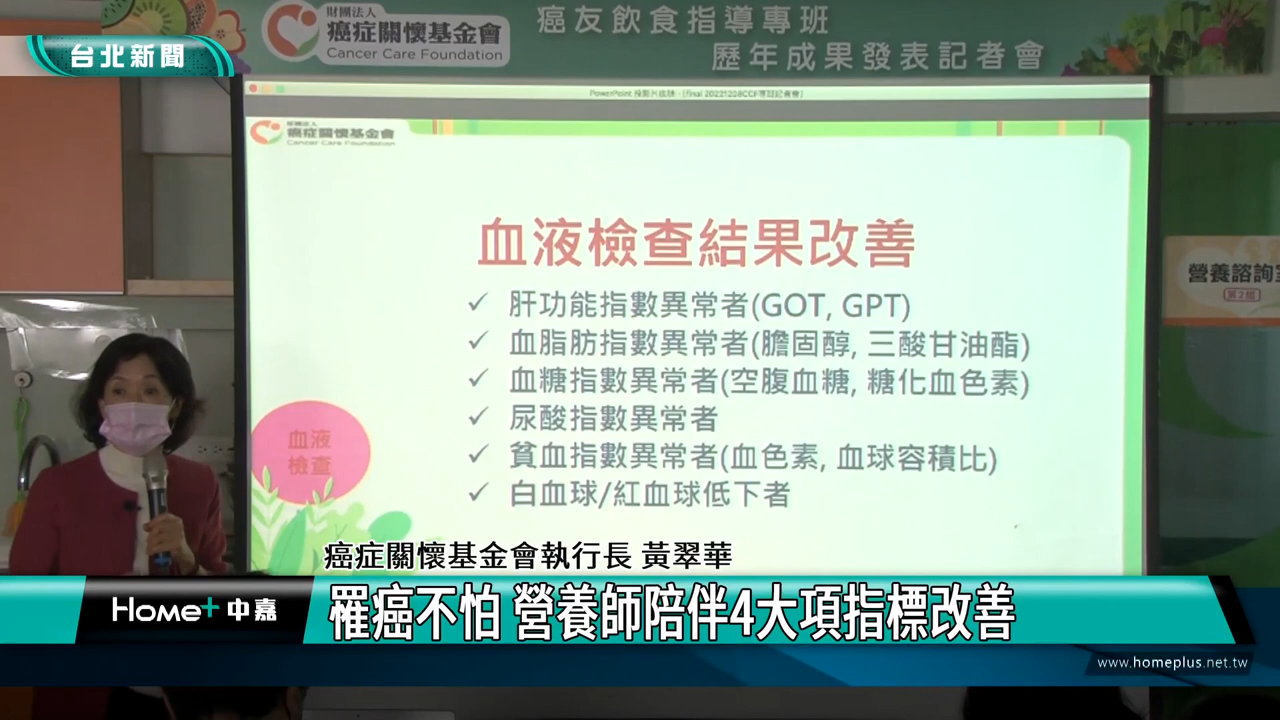 財團法人
癌症關懷基金會
Cancer Care Foundation
癌友飲食指導專班
歷年成果發表記者會
台北新聞
財團法人
癌症關懷基金會
Cancer Care Foundation
血液檢查結果改善
✓ 肝功能指數異常者(GOT, GPT)
✓ 血脂肪指數異常者(膽固醇, 三酸甘油酯)
✓ 血糖指數異常者(空腹血糖, 糖化血色素)
✓ 尿酸指數異常者
✓ 貧血指數異常者(血色素, 血球容積比)
✓ 白血球/紅血球低下者
血液
檢查
營養諮詢室
第2組
癌症關懷基金會執行長 黃翠華
Home+ 中嘉
罹癌不怕 營養師陪伴4大項指標改善
www.homeplus.net.tw